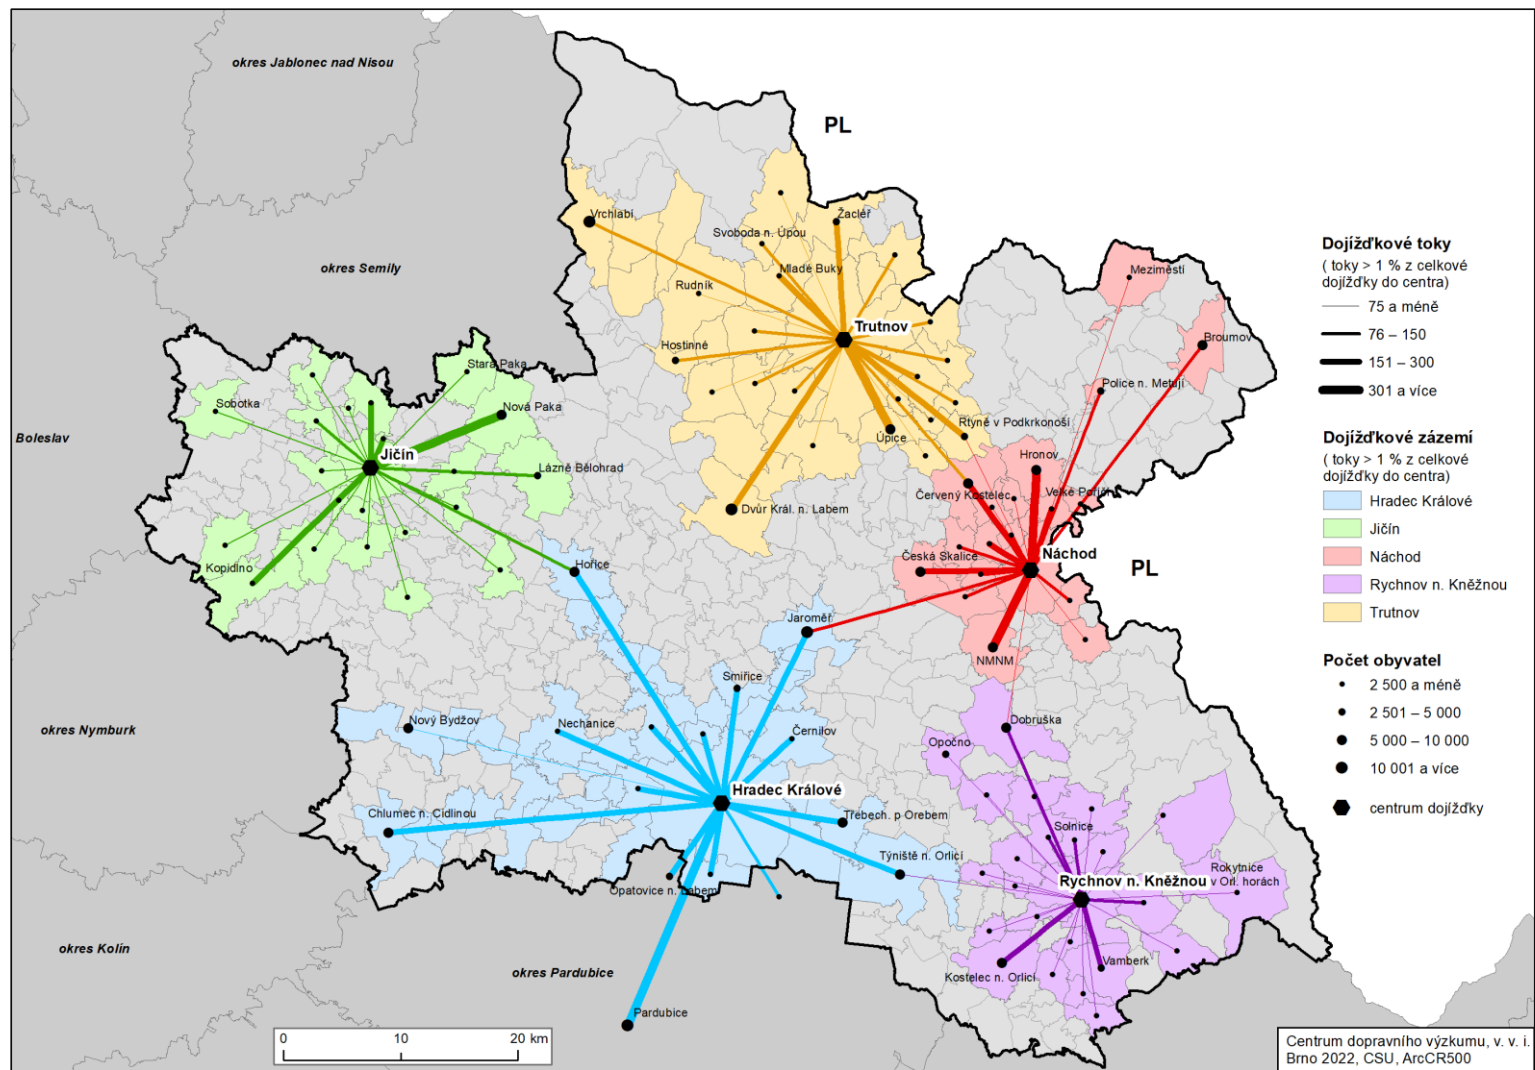 okres Jablonec nad Nisou
PL
Vrchlabí
Žacléř
Svoboda n. Úpou
Dojížďkové toky
( toky > 1 % z celkové
dojížďky do centra)
75 a méně
76 – 150
151 – 300
301 a více
okres Semily
Mladé Buky
Meziměstí
Rudník
Trutnov
Broumov
Hostinné
Stará Paka
Police n. Metují
Sobotka
Nová Paka
Rtyně v Podkrkonoší
Úpice
Boleslav
Jičín
Hronov
Dojížďkové zázemí
( toky > 1 % z celkové
dojížďky do centra)
Hradec Králové
Jičín
Náchod
Rychnov n. Kněžnou
Trutnov
Lázně Bělohrad
Červený Kostelec
Velké Poříčí
Dvůr Král. n. Labem
Náchod
Česká Skalice
PL
Kopidlno
Hořice
Jaroměř
NMNM
Počet obyvatel
2 500 a méně
2 501 – 5 000
5 000 – 10 000
10 001 a více
centrum dojížďky
Smiřice
okres Nymburk
Nový Bydžov
Nechanice
Černilov
Dobruška
Opočno
Hradec Králové
Chlumec n. Cidlinou
Třebech. p Orebem
Solnice
Týniště n. Orlicí
Rokytnice
v Orl. horách
Rychnov n. Kněžnou
Opatovice n. Labem
okres Kolín
okres Pardubice
Kostelec n. Orlicí
Vamberk
Pardubice
0 10 20 km
Centrum dopravního výzkumu, v. v. i.
Brno 2022, CSU, ArcCR500